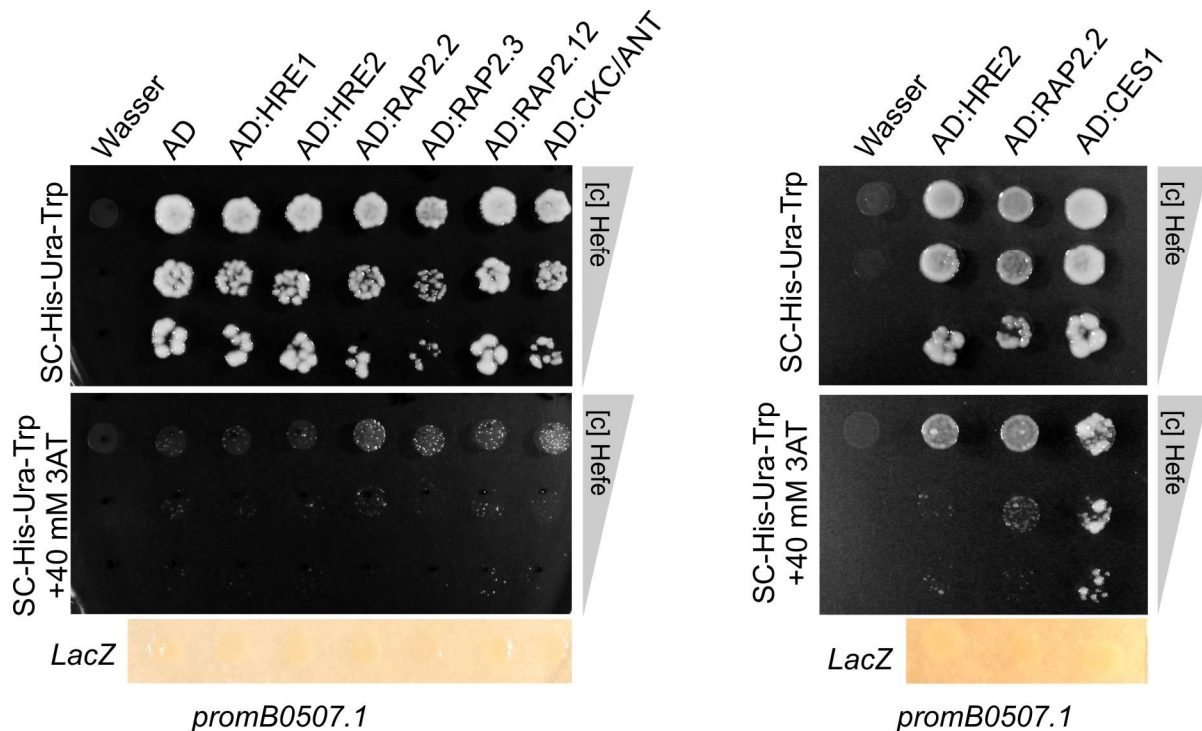 Wasser
AD
AD:HRE1
AD:HRE2
AD:RAP2.2
AD:RAP2.3
AD:RAP2.12
AD:CKC/ANT
SC-His-Ura-Trp
[c] Hefe
SC-His-Ura-Trp
+40 mM 3AT
[c] Hefe
LacZ
promB0507.1
Wasser
AD:HRE2
AD:RAP2.2
AD:CES1
SC-His-Ura-Trp
[c] Hefe
SC-His-Ura-Trp
+40 mM 3AT
[c] Hefe
LacZ
promB0507.1